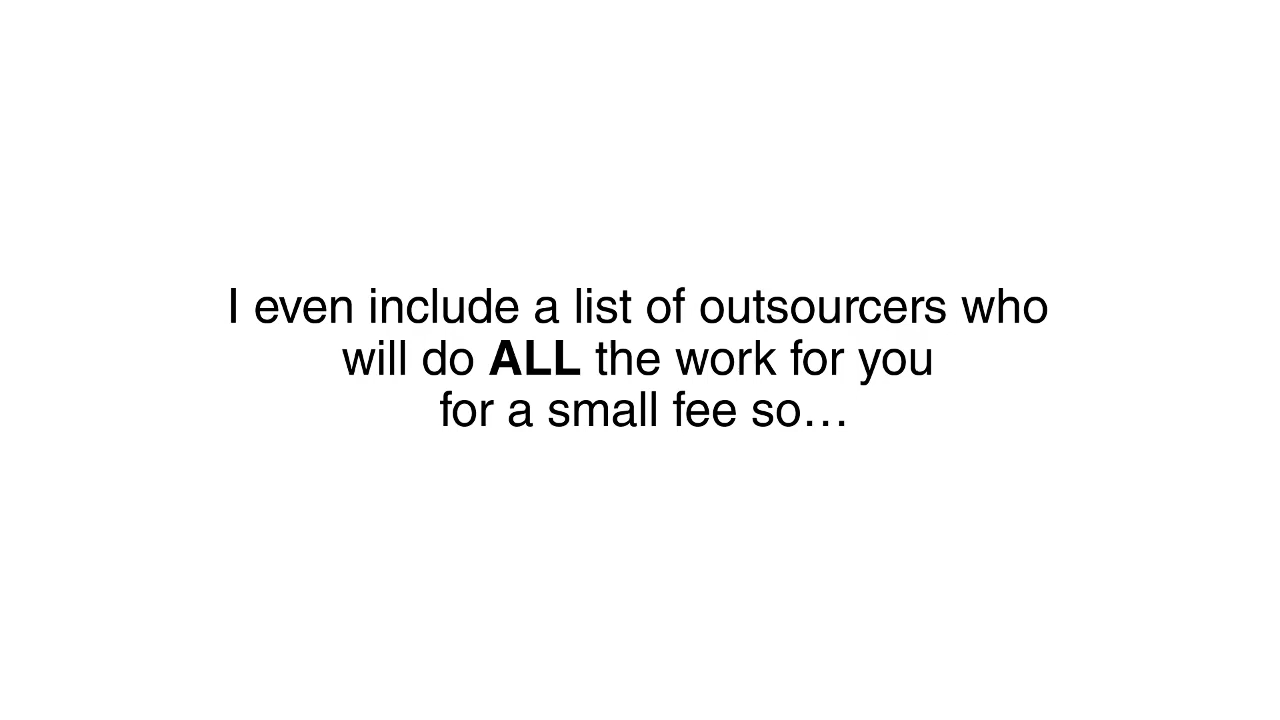 I even include a list of outsourcers who
will do ALL the work for you
for a small fee so…